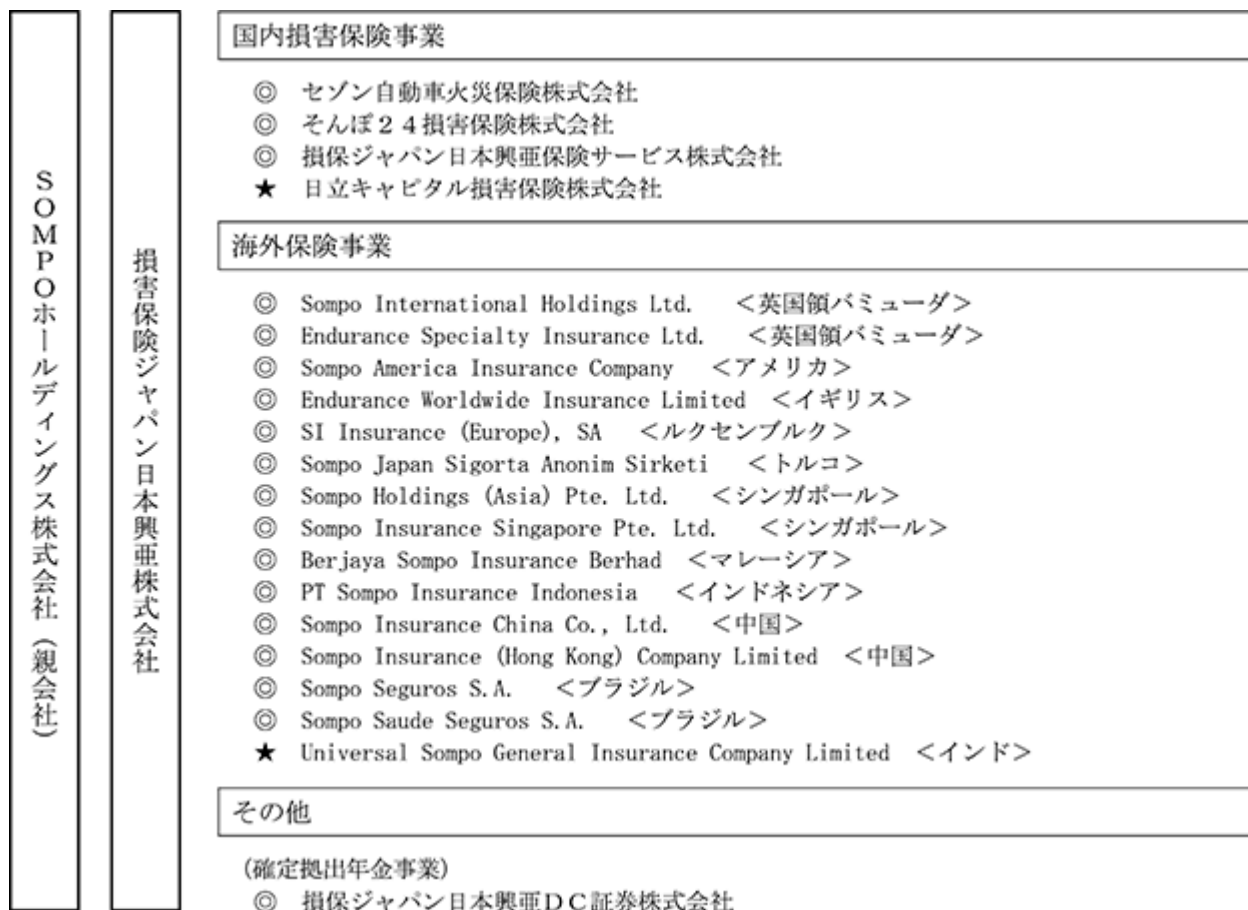 SOMPOホールディングス株式会社（親会社）
損害保険ジャパン日本興亜株式会社
国内損害保険事業
◎ セゾン自動車火災保険株式会社
◎ そんぽ２４損害保険株式会社
◎ 損保ジャパン日本興亜保険サービス株式会社
★ 日立キャピタル損害保険株式会社
海外保険事業
◎ Sompo International Holdings Ltd. ＜英国領バミューダ＞
◎ Endurance Specialty Insurance Ltd. ＜英国領バミューダ＞
◎ Sompo America Insurance Company ＜アメリカ＞
◎ Endurance Worldwide Insurance Limited ＜イギリス＞
◎ SI Insurance (Europe), SA ＜ルクセンブルク＞
◎ Sompo Japan Sigorta Anonim Sirketi ＜トルコ＞
◎ Sompo Holdings (Asia) Pte. Ltd. ＜シンガポール＞
◎ Sompo Insurance Singapore Pte. Ltd. ＜シンガポール＞
◎ Berjaya Sompo Insurance Berhad ＜マレーシア＞
◎ PT Sompo Insurance Indonesia ＜インドネシア＞
◎ Sompo Insurance China Co., Ltd. ＜中国＞
◎ Sompo Insurance (Hong Kong) Company Limited ＜中国＞
◎ Sompo Seguros S.A. ＜ブラジル＞
◎ Sompo Saude Seguros S.A. ＜ブラジル＞
★ Universal Sompo General Insurance Company Limited ＜インド＞
その他
(確定拠出年金事業)
◎ 損保ジャパン日本興亜ＤＣ証券株式会社